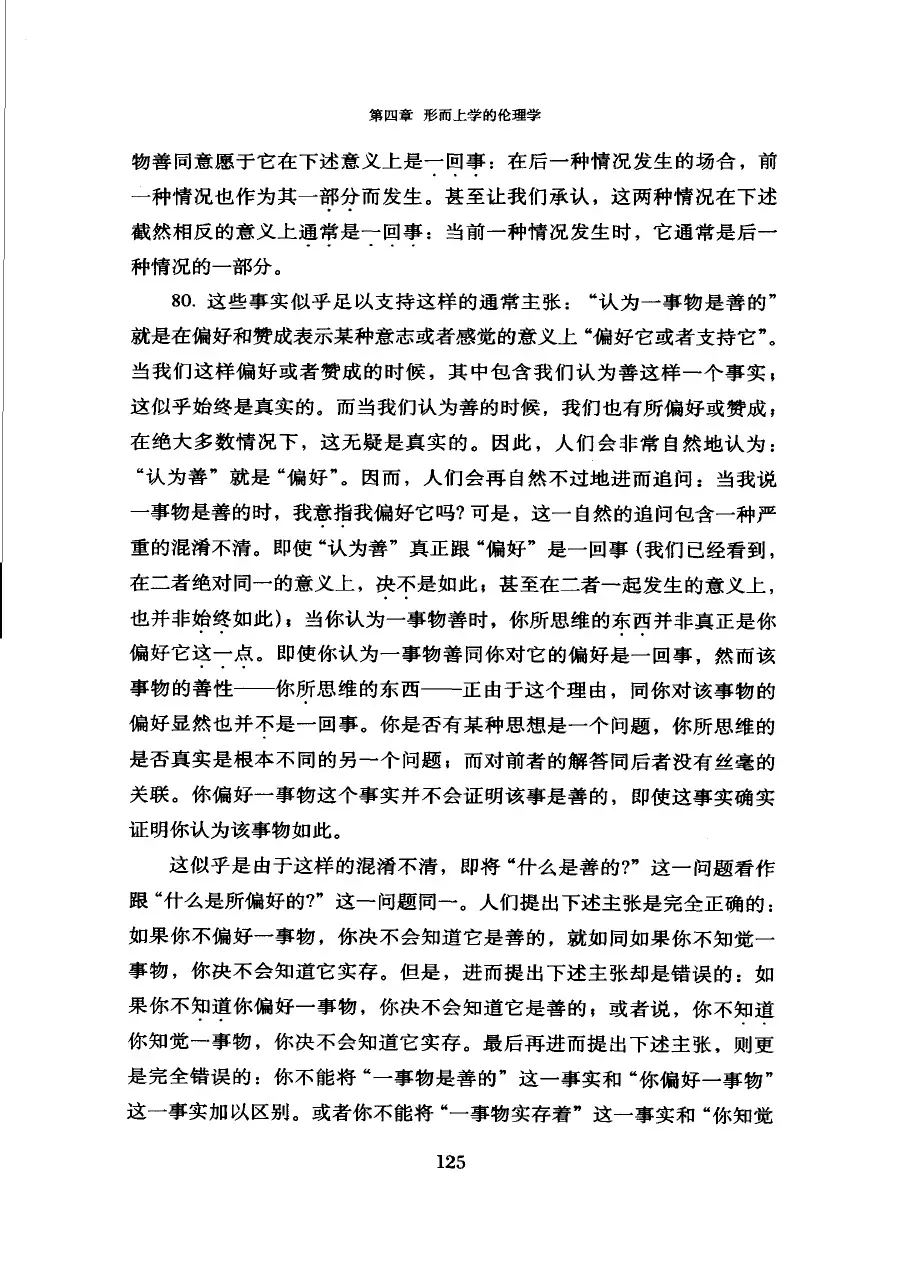 第四章 形而上学的伦理学
物善同意愿于它在下述意义上是一回事：在后一种情况发生的场合，前
一种情况也作为其一部分而发生。甚至让我们承认，这两种情况在下述
截然相反的意义上通常是一回事：当前一种情况发生时，它通常是后一
种情况的一部分。
80. 这些事实似乎足以支持这样的通常主张：“认为一事物是善的”
就是在偏好和赞成表示某种意志或者感觉的意义上“偏好它或者支持它”。
当我们这样偏好或者赞成的时候，其中包含我们认为善这样一个事实；
这似乎始终是真实的。而当我们认为善的时候，我们也有所偏好或赞成；
在绝大多数情况下，这无疑是真实的。因此，人们会非常自然地认为：
“认为善”就是“偏好”。因而，人们会再自然不过地进而追问：当我说
一事物是善的时，我意指我偏好它吗？可是，这一自然的追问包含一种严
重的混淆不清。即使“认为善”真正跟“偏好”是一回事（我们已经看到，
在二者绝对同一的意义上，决不是如此；甚至在二者一起发生的意义上，
也并非始终如此）；当你认为一事物善时，你所思维的东西并非真正是你
偏好它这一点。即使你认为一事物善同你对它的偏好是一回事，然而该
事物的善性——你所思维的东西——正由于这个理由，同你对该事物的
偏好显然也并不是一回事。你是否有某种思想是一个问题，你所思维的
是否真实是根本不同的另一个问题；而对前者的解答同后者没有丝毫的
关联。你偏好一事物这个事实并不会证明该事是善的，即使这事实确实
证明你认为该事物如此。
这似乎是由于这样的混淆不清，即将“什么是善的？”这一问题看作
跟“什么是所偏好的？”这一问题同一。人们提出下述主张是完全正确的：
如果你不偏好一事物，你决不会知道它是善的，就如同如果你不知觉一
事物，你决不会知道它实存。但是，进而提出下述主张却是错误的：如
果你不知道你偏好一事物，你决不会知道它是善的；或者说，你不知道
你知觉一事物，你决不会知道它实存。最后再进而提出下述主张，则更
是完全错误的：你不能将“一事物是善的”这一事实和“你偏好一事物”
这一事实加以区别。或者你不能将“一事物实存着”这一事实和“你知觉
125